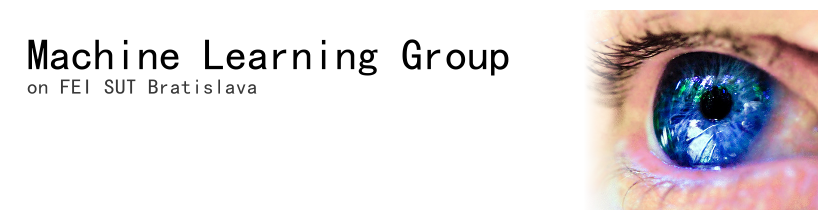 Machine Learning Group
on FEI SUT Bratislava